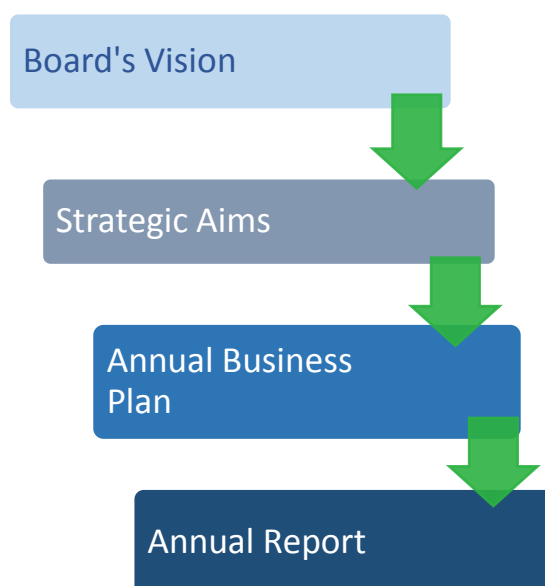 Board's Vision
Strategic Aims
Annual Business
Plan
Annual Report